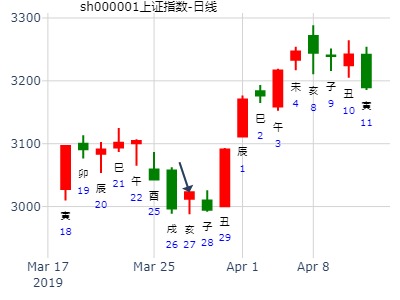 sh000001上证指数-日线
3300
3200
3100
3000
寅 18
卯 19
辰 20
巳 21
午 22
酉 25
戌 26
亥 27
子 28
丑 29
辰 1
巳 2
午 3
未 4
亥 8
子 9
丑 10
寅 11
Mar 17 2019
Mar 25
Apr 1
Apr 8